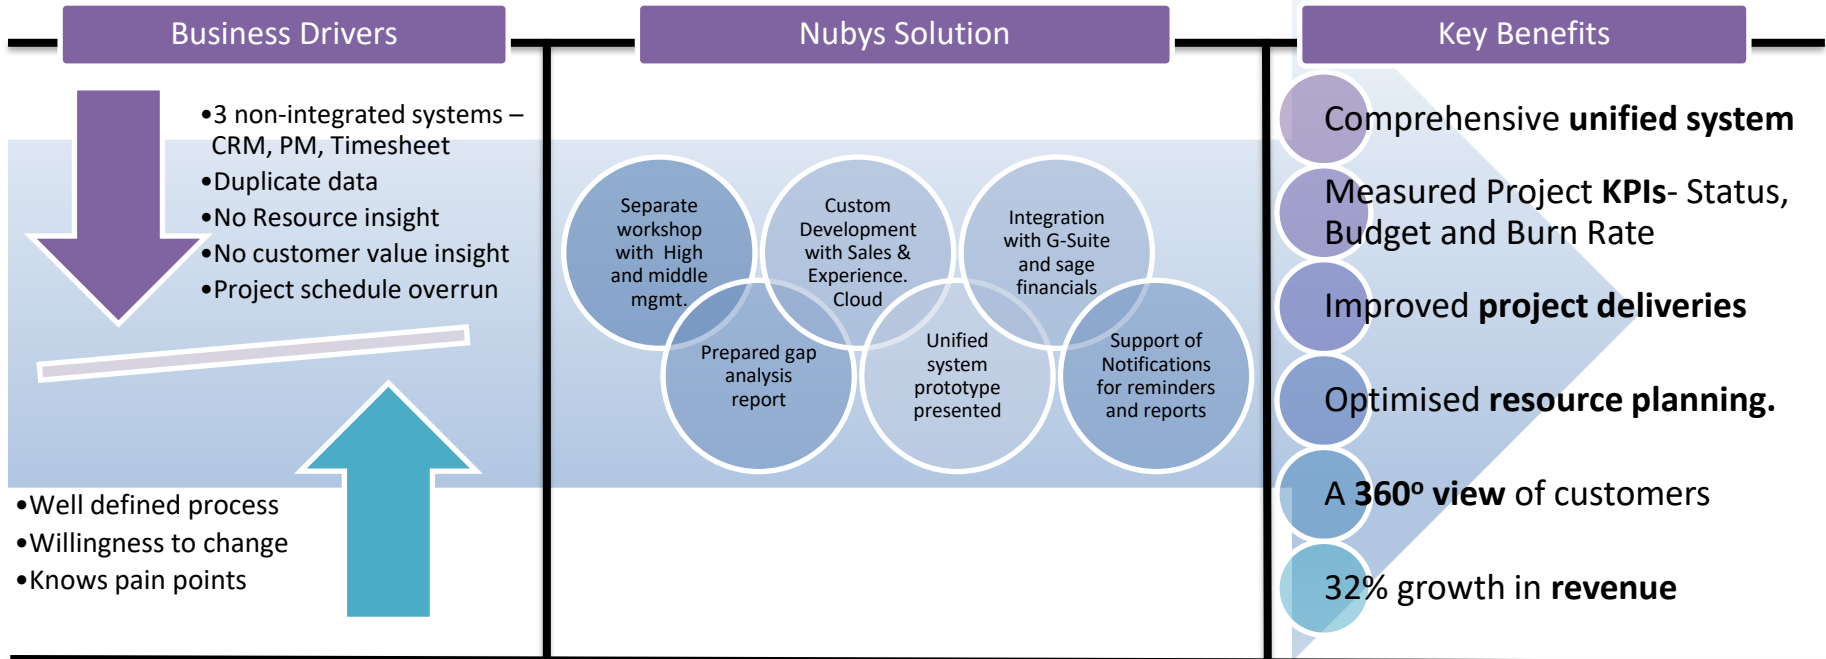 Business Drivers
•3 non-integrated systems –
CRM, PM, Timesheet
•Duplicate data
•No Resource insight
•No customer value insight
•Project schedule overrun
•Well defined process
•Willingness to change
•Knows pain points
Nubys Solution
Separate
workshop
with High
and middle
mgmt.
Prepared gap
analysis
report
Custom
Development
with Sales &
Experience.
Cloud
Unified
system
prototype
presented
Integration
with G-Suite
and sage
financials
Support of
Notifications
for reminders
and reports
Key Benefits
Comprehensive unified system
Measured Project KPIs- Status,
Budget and Burn Rate
Improved project deliveries
Optimised resource planning.
A 360º view of customers
32% growth in revenue